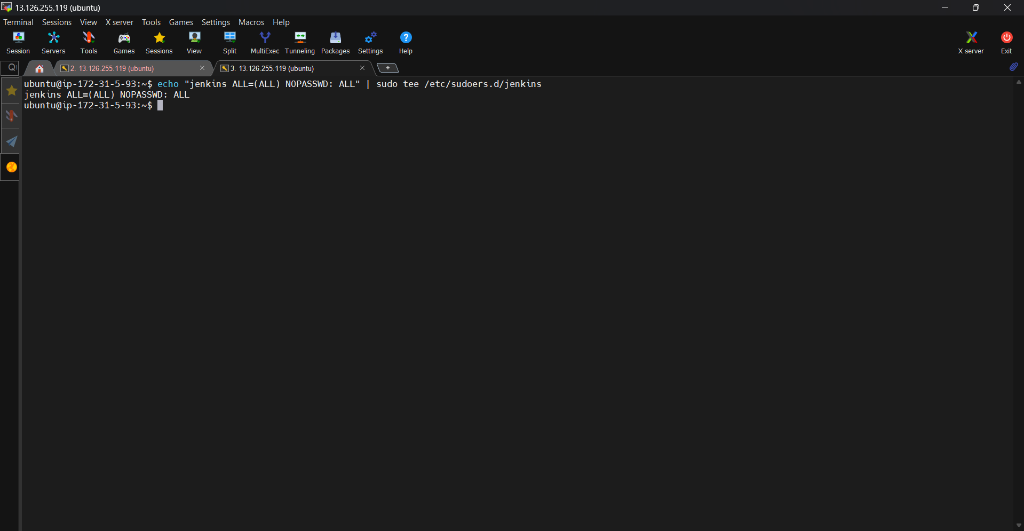 13.126.255.119 (ubuntu)
Terminal Sessions View X server Tools Games Settings Macros Help
Session Servers Tools Games Sessions View Split MultiExec Tunneling Packages Settings Help X server Exit
2. 13.126.255.119 (ubuntu) 3. 13.126.255.119 (ubuntu)
ubuntu@ip-172-31-5-93:~$ echo "jenkins ALL=(ALL) NOPASSWD: ALL" | sudo tee /etc/sudoers.d/jenkins
jenkins ALL=(ALL) NOPASSWD: ALL
ubuntu@ip-172-31-5-93:~$